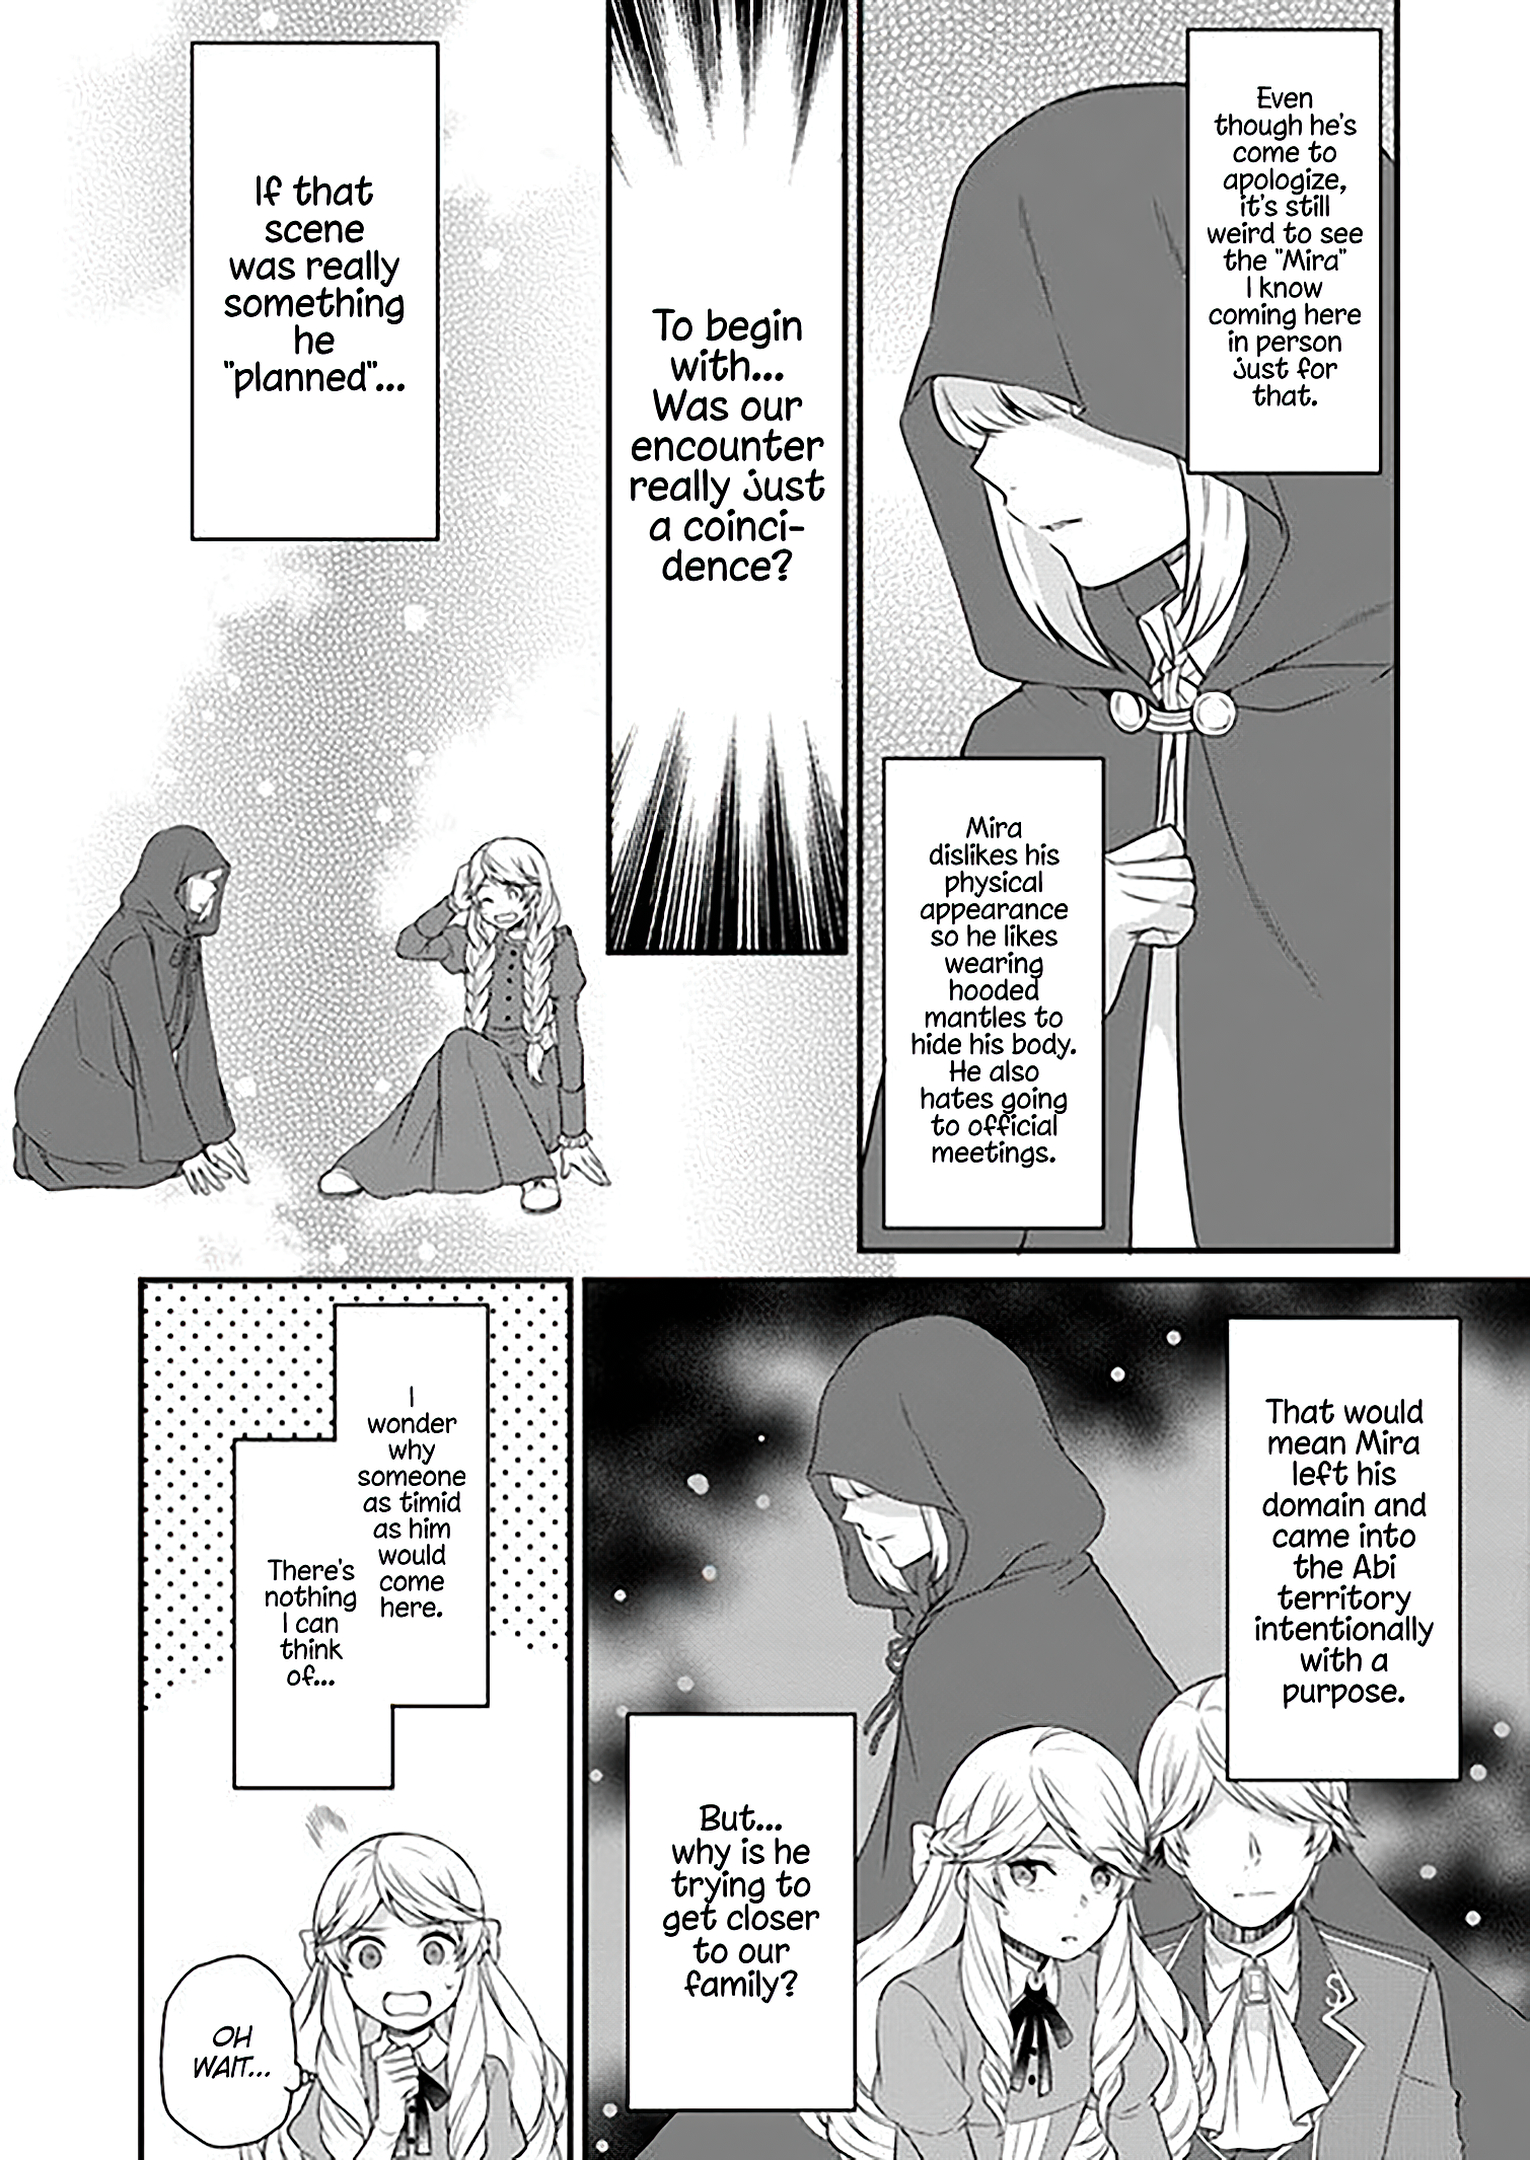 Even
though he's
come to
apologize,
it's still
weird to see
the "Mira"
I know
coming here
in person
just for
that.
Mira
dislikes his
physical
appearance
so he likes
wearing
hooded
mantles to
hide his body.
He also
hates going
to official
meetings.
To begin
with...
Was our
encounter
really just
a coinci-
dence?
If that
scene
was really
something
he
"planned"...
That would
mean Mira
left his
domain and
came into
the Abi
territory
intentionally
with a
purpose.
But...
why is he
trying to
get closer
to our
family?
I
wonder
why
someone
as timid
as him
would
come
here.
There's
nothing
I can
think
of...
OH
WAIT...